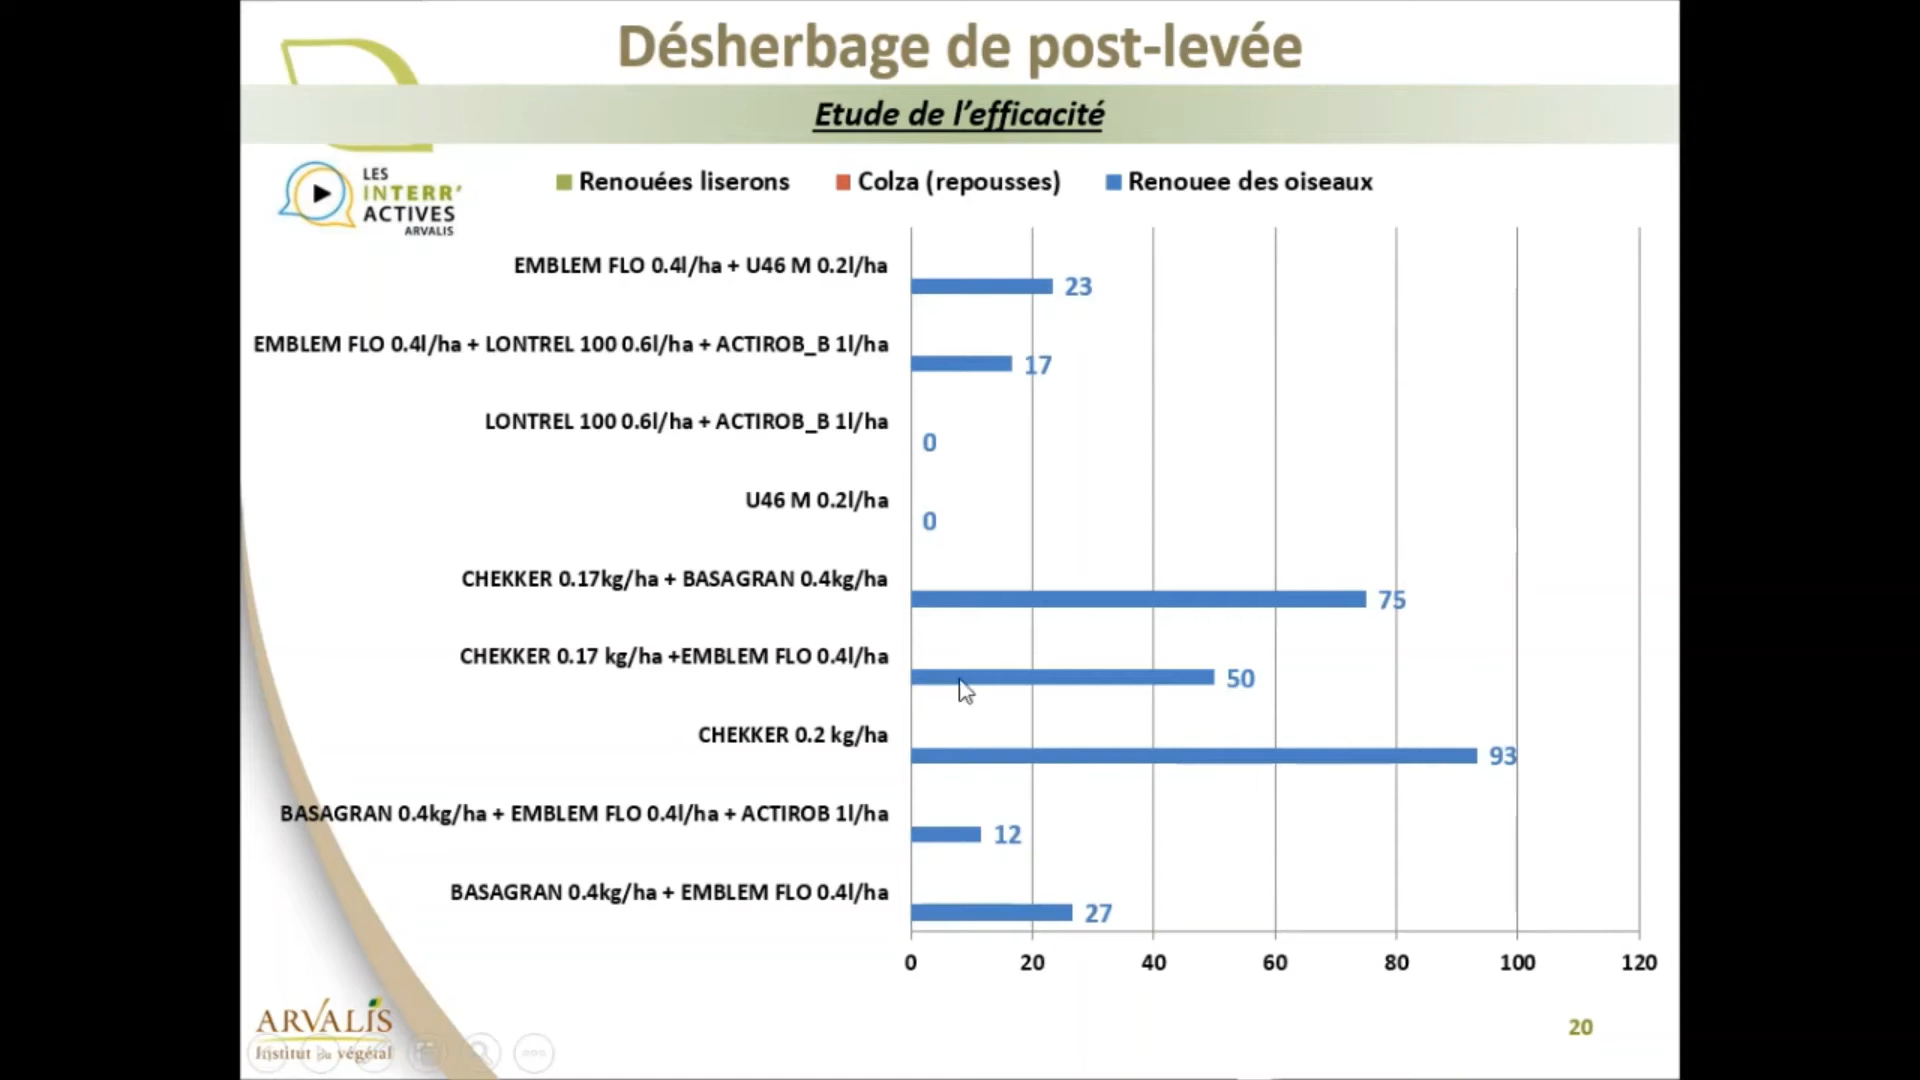 Désherbage de post-levée
Etude de l'efficacité
LES
INTERR'
ACTIVES
ARVALIS
Renouées liserons
Colza (repousses)
Renouee des oiseaux
EMBLEM FLO 0.4l/ha + U46 M 0.2l/ha
23
EMBLEM FLO 0.4l/ha + LONTREL 100 0.6l/ha + ACTIROB_B 1l/ha
17
LONTREL 100 0.6l/ha + ACTIROB_B 1l/ha
0
U46 M 0.2l/ha
0
CHEKKER 0.17kg/ha + BASAGRAN 0.4kg/ha
75
CHEKKER 0.17 kg/ha +EMBLEM FLO 0.4l/ha
50
CHEKKER 0.2 kg/ha
93
BASAGRAN 0.4kg/ha + EMBLEM FLO 0.4l/ha + ACTIROB 1l/ha
12
BASAGRAN 0.4kg/ha + EMBLEM FLO 0.4l/ha
27
0 20 40 60 80 100 120
ARVALIS
Institut du végétal
20